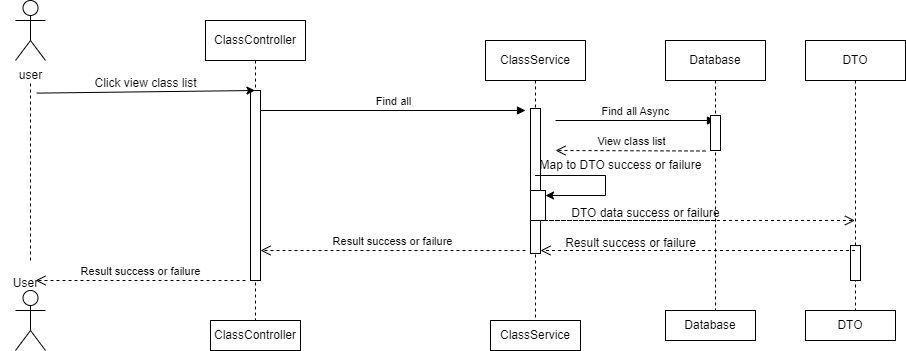 user
ClassController
ClassService
Database
DTO
Click view class list
Find all
Find all Async
View class list
Map to DTO success or failure
DTO data success or failure
Result success or failure
Result success or failure
Result success or failure
User
ClassController
ClassService
Database
DTO